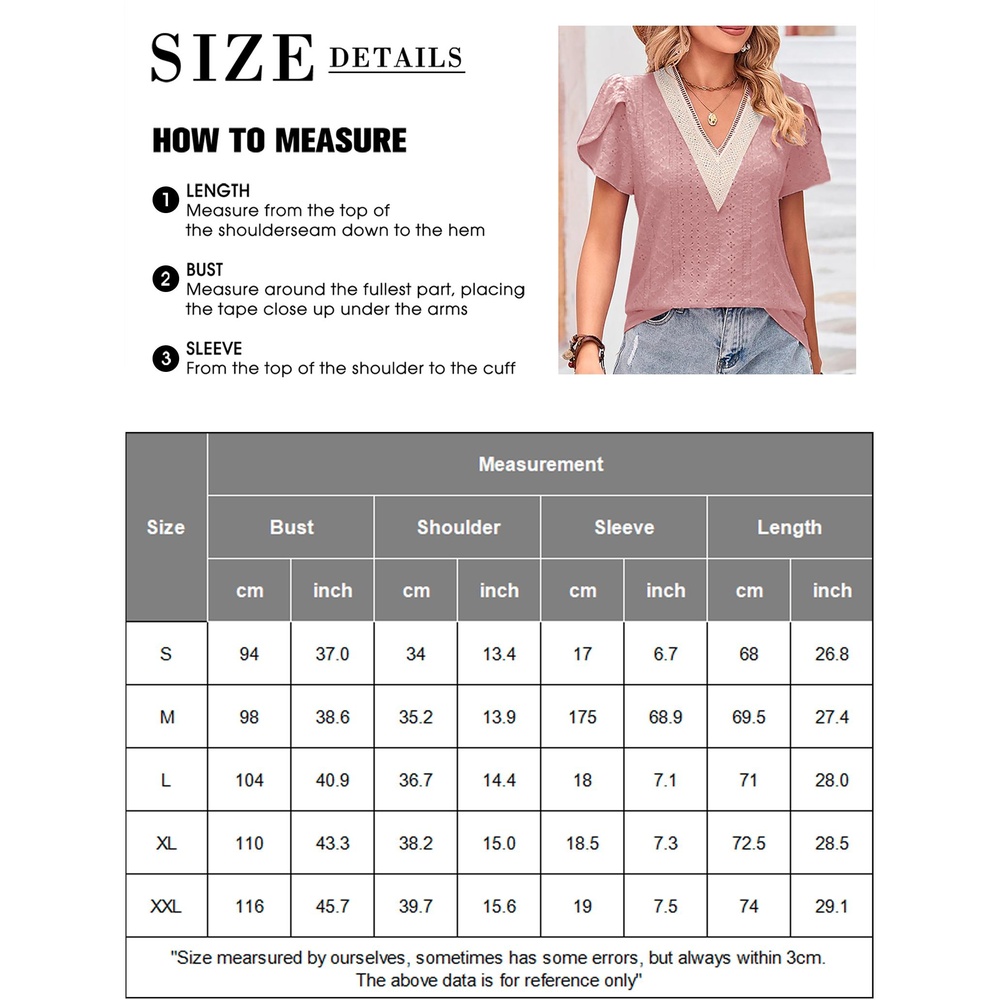 SIZE DETAILS
HOW TO MEASURE
1 LENGTH
Measure from the top of
the shoulderseam down to the hem
2 BUST
Measure around the fullest part, placing
the tape close up under the arms
3 SLEEVE
From the top of the shoulder to the cuff
Size Measurement
Bust Shoulder Sleeve Length
cm inch cm inch cm inch cm inch
S 94 37.0 34 13.4 17 6.7 68 26.8
M 98 38.6 35.2 13.9 175 68.9 69.5 27.4
L 104 40.9 36.7 14.4 18 7.1 71 28.0
XL 110 43.3 38.2 15.0 18.5 7.3 72.5 28.5
XXL 116 45.7 39.7 15.6 19 7.5 74 29.1
"Size mearsured by ourselves, sometimes has some errors, but always within 3cm.
The above data is for reference only"